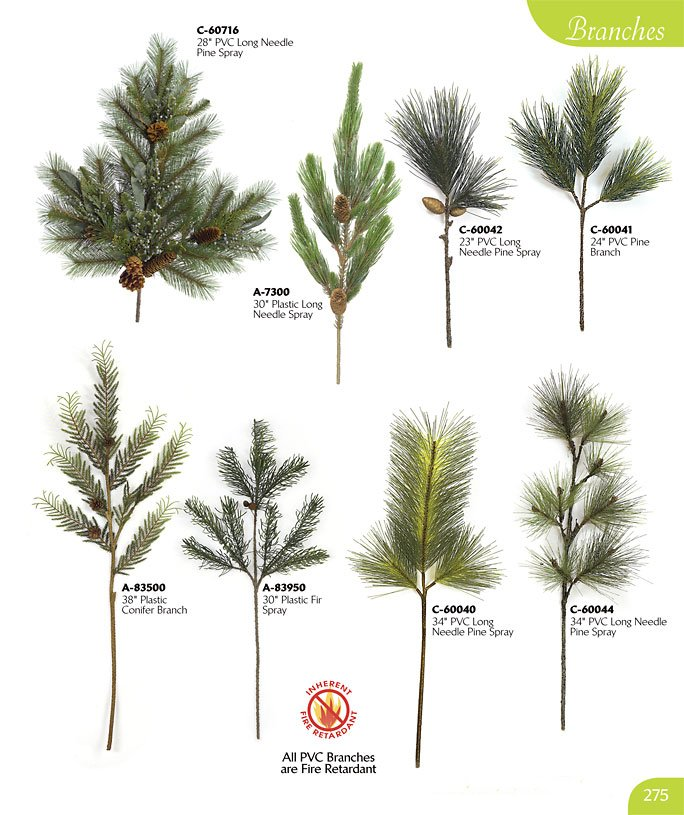 Branches
C-60716
28" PVC Long Needle
Pine Spray
A-7300
30" Plastic Long
Needle Spray
C-60042
23" PVC Long
Needle Pine Spray
C-60041
24" PVC Pine
Branch
A-83500
38" Plastic
Conifer Branch
A-83950
30" Plastic Fir
Spray
C-60040
34" PVC Long
Needle Pine Spray
C-60044
34" PVC Long Needle
Pine Spray
INHERENT
FIRE RETARDANT
All PVC Branches
are Fire Retardant
275